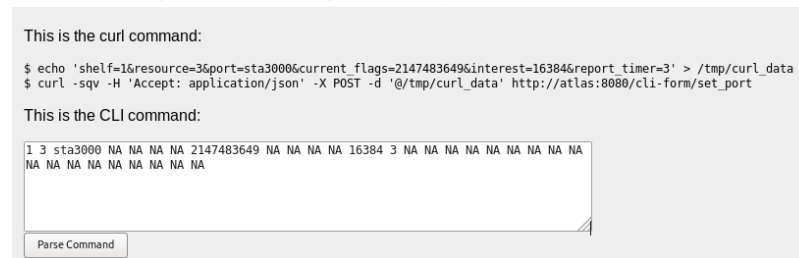 This is the curl command:
$ echo 'shelf=1&resource=3&port=sta3000&current_flags=2147483649&interest=16384&report_timer=3' > /tmp/curl_data
$ curl -sqv -H 'Accept: application/json' -X POST -d '@/tmp/curl_data' http://atlas:8080/cli-form/set_port
This is the CLI command:
1 3 sta3000 NA NA NA NA 2147483649 NA NA NA NA 16384 3 NA NA NA NA NA NA NA NA NA
NA NA NA NA NA NA NA NA NA
Parse Command